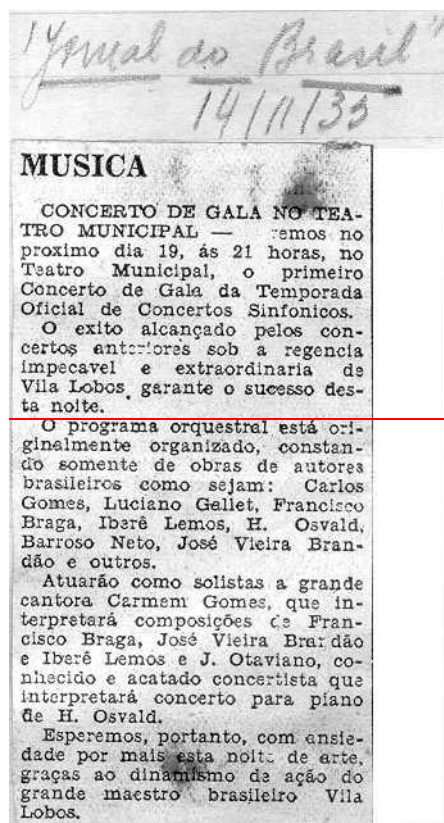 "Jornal do Brasil"
14/11/35
MUSICA
CONCERTO DE GALA NO TEA-
TRO MUNICIPAL — remos no
proximo dia 19, ás 21 horas, no
Teatro Municipal, o primeiro
Concerto de Gala da Temporada
Oficial de Concertos Sinfonicos.
O exito alcançado pelos con-
certos anteriores sob a regencia
impecavel e extraordinaria de
Vila Lobos, garante o sucesso des-
ta noite.
O programa orquestral está ori-
ginalmente organizado, constan-
do somente de obras de autores
brasileiros como sejam: Carlos
Gomes, Luciano Gallet, Francisco
Braga, Iberê Lemos, H. Osvald,
Barroso Neto, José Vieira Bran-
dão e outros.
Atuarão como solistas a grande
cantora Carmem Gomes, que in-
terpretará composições de Fran-
cisco Braga, José Vieira Brandão
e Iberê Lemos e J. Otaviano, co-
nhecido e acatado concertista que
interpretará concerto para piano
de H. Osvald.
Esperemos, portanto, com ansie-
dade por mais esta noite de arte,
graças ao dinamismo de ação do
grande maestro brasileiro Vila
Lobos.